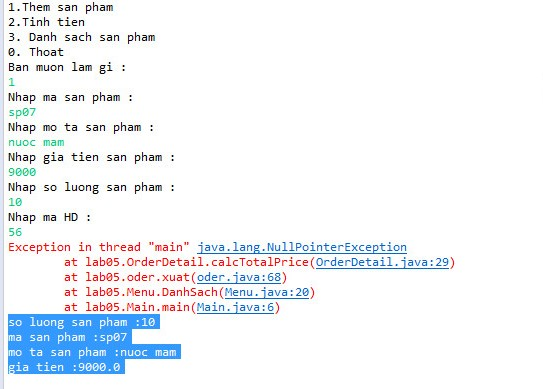 1.Them san pham
2.Tinh tien
3. Danh sach san pham
0. Thoat
Ban muon lam gi :
1
Nhap ma san pham :
sp07
Nhap mo ta san pham :
nuoc mam
Nhap gia tien san pham :
9000
Nhap so luong san pham :
10
Nhap ma HD :
56
Exception in thread "main" java.lang.NullPointerException
at lab05.OrderDetail.calcTotalPrice(OrderDetail.java:29)
at lab05.oder.xuat(oder.java:68)
at lab05.Menu.DanhSach(Menu.java:20)
at lab05.Main.main(Main.java:6)
so luong san pham :10
ma san pham :sp07
mo ta san pham :nuoc mam
gia tien :9000.0